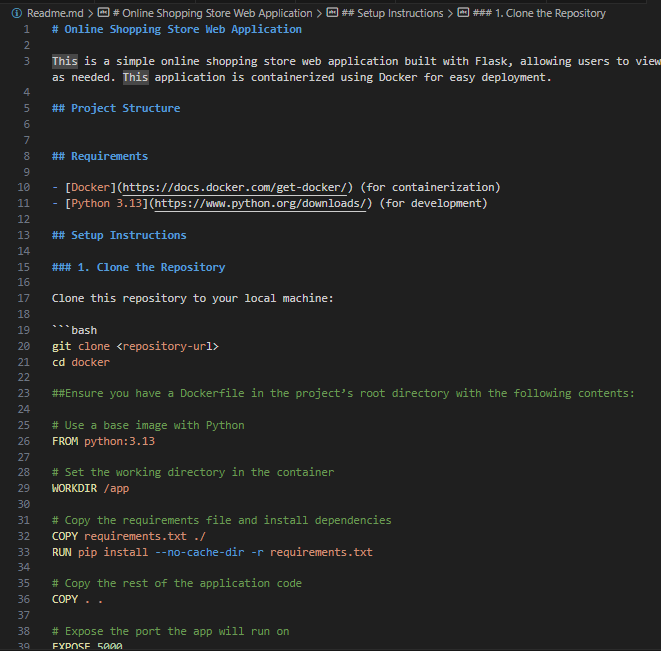 Readme.md > # Online Shopping Store Web Application > ## Setup Instructions > ### 1. Clone the Repository
1 # Online Shopping Store Web Application
2
3 This is a simple online shopping store web application built with Flask, allowing users to view
as needed. This application is containerized using Docker for easy deployment.
4
5 ## Project Structure
6
7
8 ## Requirements
9
10 - [Docker](https://docs.docker.com/get-docker/) (for containerization)
11 - [Python 3.13](https://www.python.org/downloads/) (for development)
12
13 ## Setup Instructions
14
15 ### 1. Clone the Repository
16
17 Clone this repository to your local machine:
18
19 ```bash
20 git clone <repository-url>
21 cd docker
22
23 ##Ensure you have a Dockerfile in the project’s root directory with the following contents:
24
25 # Use a base image with Python
26 FROM python:3.13
27
28 # Set the working directory in the container
29 WORKDIR /app
30
31 # Copy the requirements file and install dependencies
32 COPY requirements.txt ./
33 RUN pip install --no-cache-dir -r requirements.txt
34
35 # Copy the rest of the application code
36 COPY . .
37
38 # Expose the port the app will run on
39 EXPOSE 5000